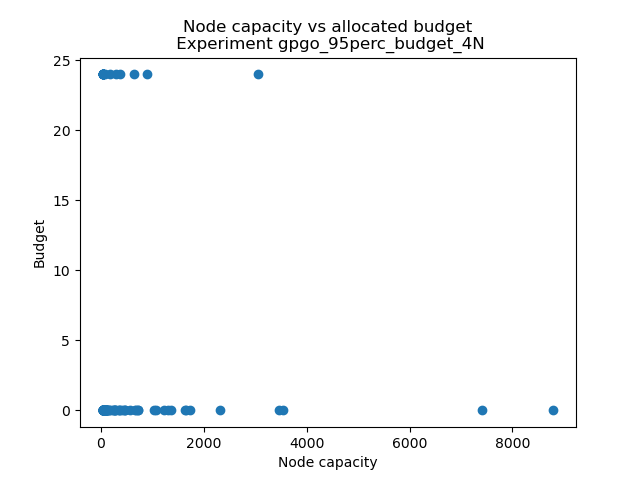 Node capacity vs allocated budget
Experiment gpgo_95perc_budget_4N
25
20
15
10
5
0
Budget
0 2000 4000 6000 8000
Node capacity